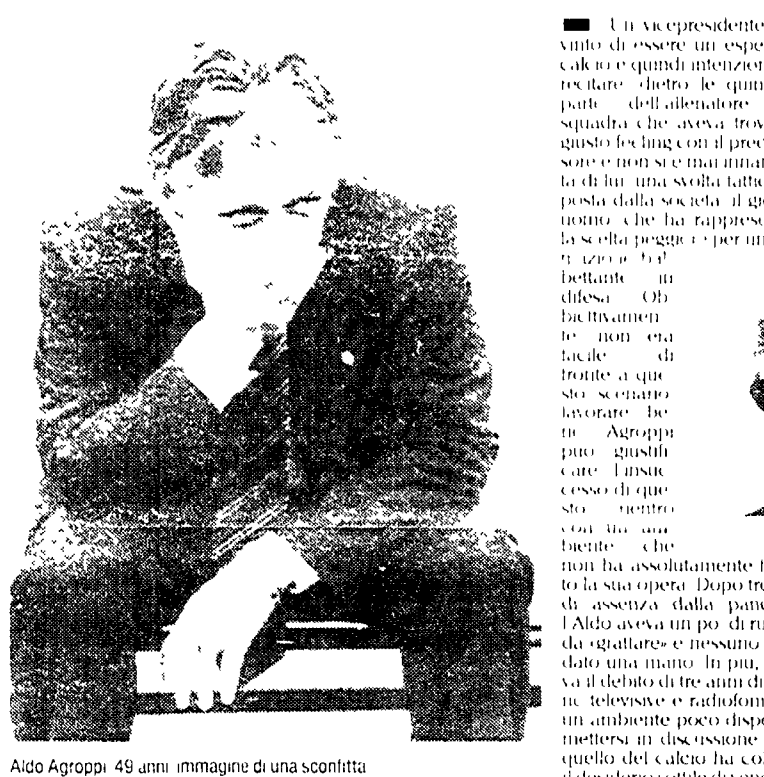 Un vicepresidente
vinto di essere un espe
calcio e quindi intenzion
recitare dietro le quin
parte dell'allenatore
squadra che aveva trov
giusto feeling con il prec
sore e non si è mai innar
ta di lui una svolta tattic
posta dalla società il gi
uomo che ha rappres
la scelta peggiore per un
bettante in
difesa Ob
biettivamen
te non era
facile di
fronte a que
sto scenario
lavorare be
ne Agroppi
può giustifi
care l'insuc
cesso di que
sto rientro
con un am
biente che
non ha assolutamente f
to la sua opera. Dopo tre
di assenza dalla panc
l'Aldo aveva un po' di ru
da «grattare» e nessuno
dato una mano. In più,
va il debito di tre anni di
ne televisive e radiofon
un ambiente poco dispo
mettersi in discussione
quello del calcio ha co
Aldo Agroppi 49 anni immagine di una sconfitta